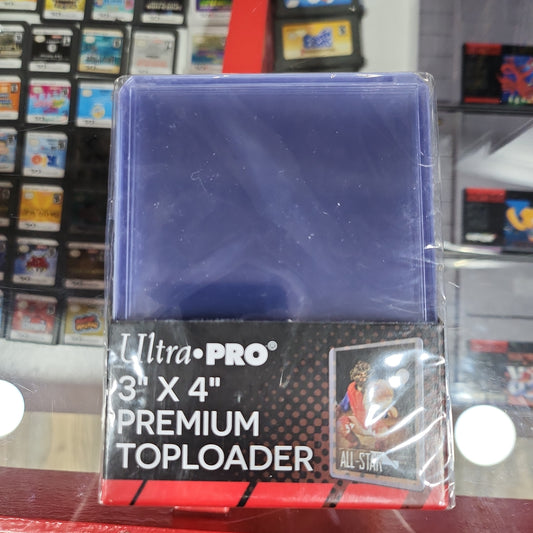 Ultra•PRO®
3" X 4"
PREMIUM
TOPLOADER
ALL-STAR